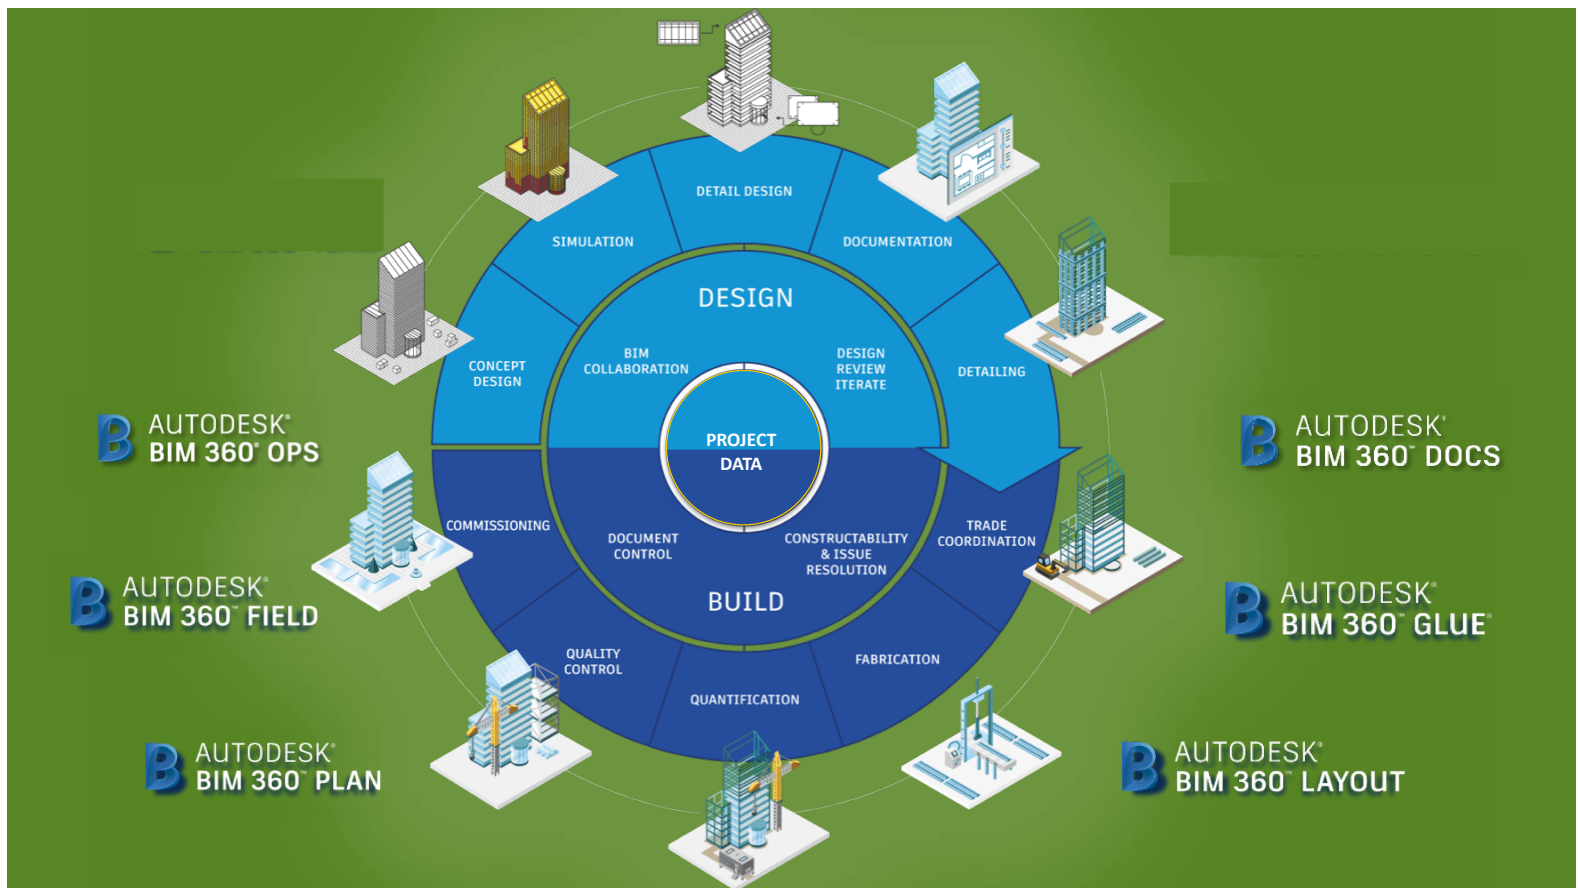 DETAIL DESIGN
SIMULATION
DOCUMENTATION
DESIGN
BIM
COLLABORATION
DESIGN
REVIEW
ITERATE
CONCEPT
DESIGN
DETAILING
PROJECT
DATA
AUTODESK®
BIM 360® OPS
AUTODESK®
BIM 360™ DOCS
COMMISSIONING
DOCUMENT
CONTROL
CONSTRUCTABILITY
& ISSUE
RESOLUTION
TRADE
COORDINATION
BUILD
AUTODESK®
BIM 360™ FIELD
AUTODESK®
BIM 360™ GLUE®
QUALITY
CONTROL
QUANTIFICATION
FABRICATION
AUTODESK®
BIM 360™ PLAN
AUTODESK®
BIM 360™ LAYOUT